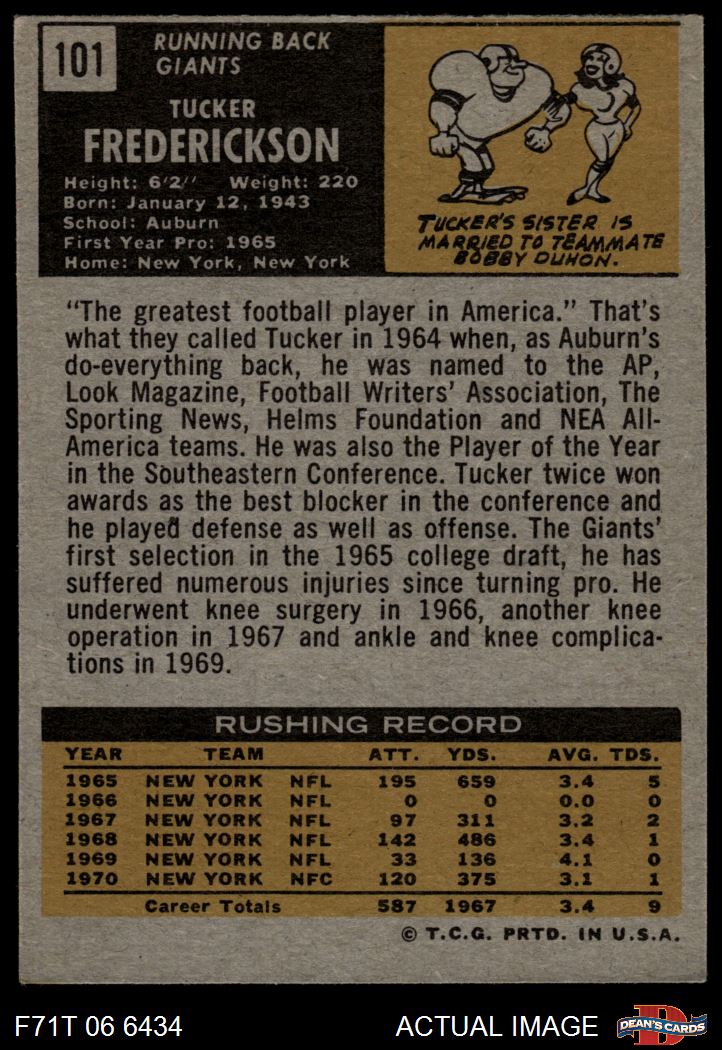 101
RUNNING BACK
GIANTS
TUCKER
FREDERICKSON
Height: 6'2" Weight: 220
Born: January 12, 1943
School: Auburn
First Year Pro: 1965
Home: New York, New York
TUCKER'S SISTER IS
MARRIED TO TEAMMATE
BOBBY DUHON.
"The greatest football player in America." That's
what they called Tucker in 1964 when, as Auburn's
do-everything back, he was named to the AP,
Look Magazine, Football Writers' Association, The
Sporting News, Helms Foundation and NEA All-
America teams. He was also the Player of the Year
in the Southeastern Conference. Tucker twice won
awards as the best blocker in the conference and
he played defense as well as offense. The Giants'
first selection in the 1965 college draft, he has
suffered numerous injuries since turning pro. He
underwent knee surgery in 1966, another knee
operation in 1967 and ankle and knee complica-
tions in 1969.
RUSHING RECORD
YEAR TEAM ATT. YDS. AVG. TDS.
1965 NEW YORK NFL 195 659 3.4 5
1966 NEW YORK NFL 0 0 0.0 0
1967 NEW YORK NFL 97 311 3.2 2
1968 NEW YORK NFL 142 486 3.4 1
1969 NEW YORK NFL 33 136 4.1 0
1970 NEW YORK NFC 120 375 3.1 1
Career Totals 587 1967 3.4 9
© T.C.G. PRTD. IN U.S.A.
F71T 06 6434 ACTUAL IMAGE D DEAN'S CARDS